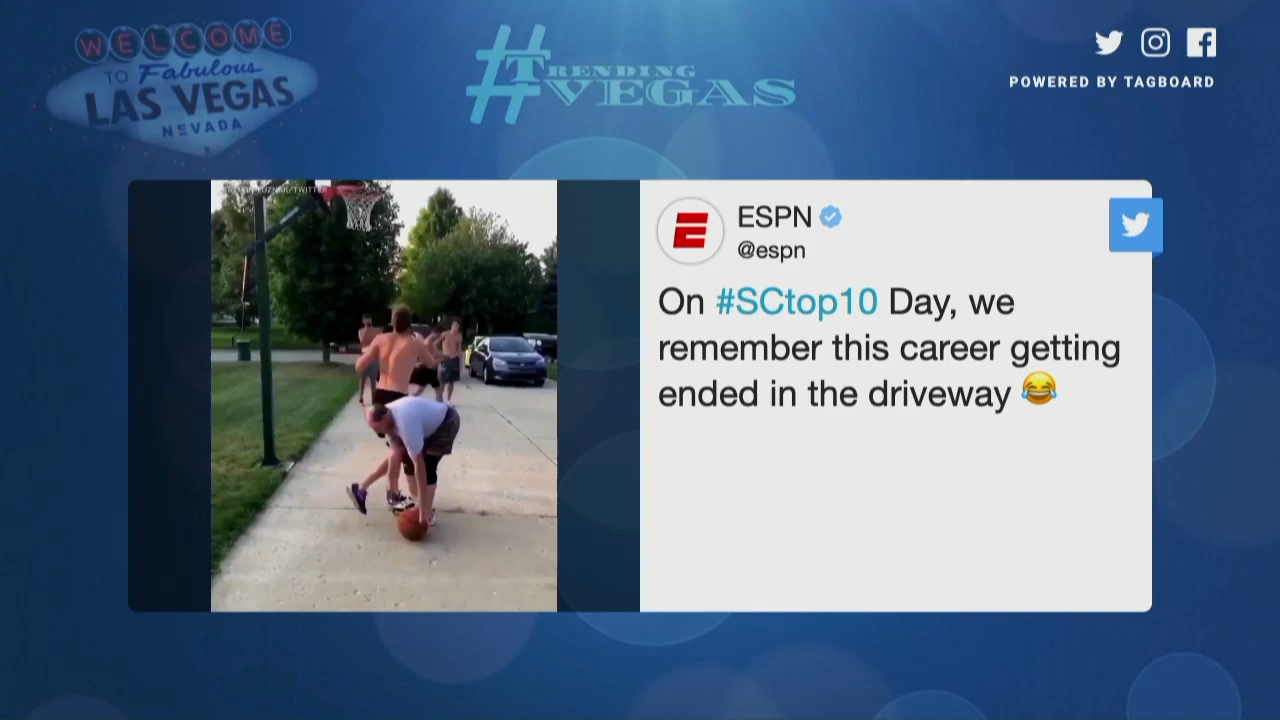 WELCOME
TO Fabulous
LAS VEGAS
NEVADA
#TRENDING
VEGAS
POWERED BY TAGBOARD
ESPN
@espn
On #SCtop10 Day, we
remember this career getting
ended in the driveway 😂